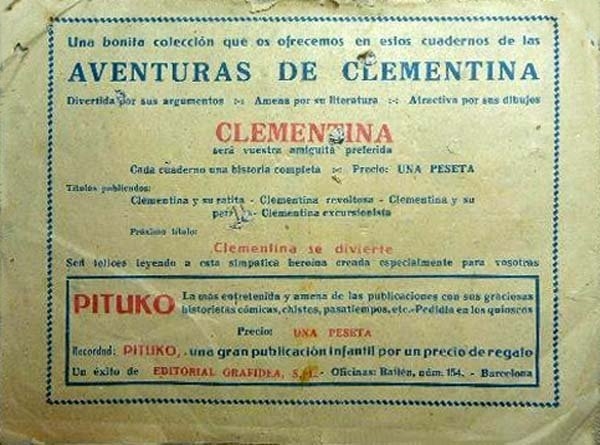 Una bonita colección que os ofrecemos en estos cuadernos de las
AVENTURAS DE CLEMENTINA
Divertida por sus argumentos :-: Amena por su literatura :-: Atractiva por sus dibujos
CLEMENTINA
será vuestra amiguita preferida
Cada cuaderno una historia completa :-: Precio: UNA PESETA
Títulos publicados:
Clementina y su ratita - Clementina revoltosa - Clementina y su
- Clementina excursionista
Próximo título:
Clementina se divierte
Sed felices leyendo a esta simpática heroína creada especialmente para vosotras
PITUKO La más entretenida y amena de las publicaciones con sus graciosas
historietas cómicas, chistes, pasatiempos, etc.-Pedidla en los quioscos
Precio: UNA PESETA
Recordad: PITUKO, una gran publicación infantil por un precio de regalo
Un éxito de EDITORIAL GRAFIDEA, S. L.- Oficinas: Bailén, núm. 154. - Barcelona